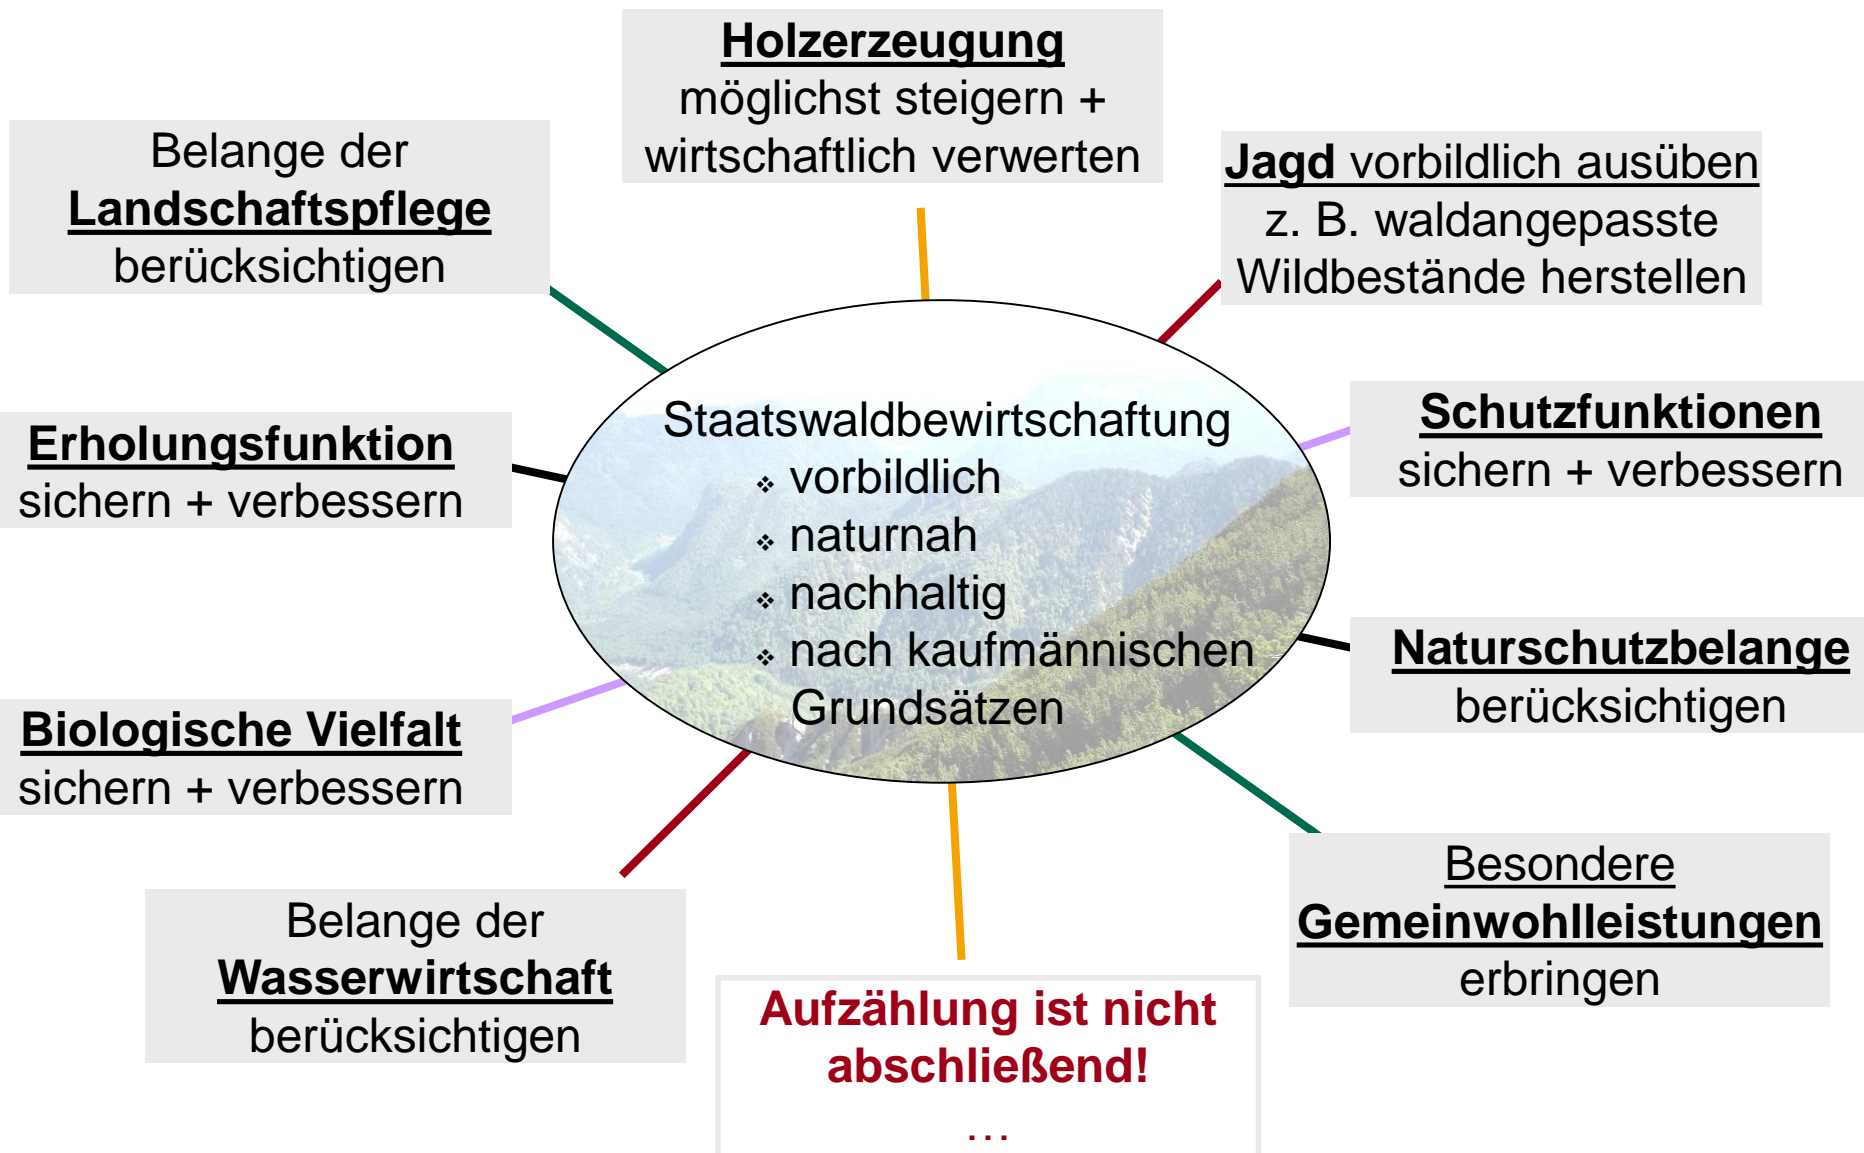 Holzerzeugung
möglichst steigern +
wirtschaftlich verwerten
Belange der
Landschaftspflege
berücksichtigen
Jagd vorbildlich ausüben
z. B. waldangepasste
Wildbestände herstellen
Erholungsfunktion
sichern + verbessern
Staatswaldbewirtschaftung
❖ vorbildlich
❖ naturnah
❖ nachhaltig
❖ nach kaufmännischen
Grundsätzen
Schutzfunktionen
sichern + verbessern
Biologische Vielfalt
sichern + verbessern
Naturschutzbelange
berücksichtigen
Belange der
Wasserwirtschaft
berücksichtigen
Aufzählung ist nicht
abschließend!
…
Besondere
Gemeinwohlleistungen
erbringen